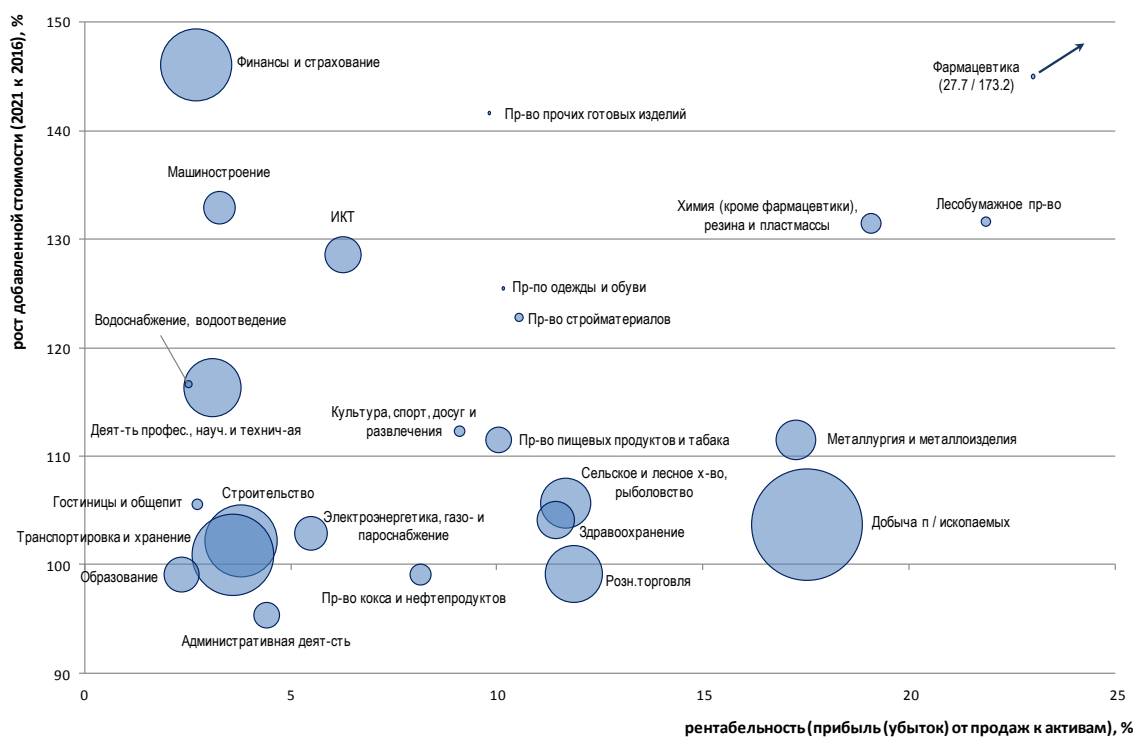 рост добавленной стоимости (2021 к 2016), %
150
140
130
120
110
100
90
Финансы и страхование
Фармацевтика
(27.7 / 173.2)
Пр-во прочих готовых изделий
Машиностроение
ИКТ
Химия (кроме фармацевтики),
резина и пластмассы
Лесобумажное пр-во
Пр-по одежды и обуви
Пр-во стройматериалов
Водоснабжение, водоотведение
Деят-ть профес., науч. и технич-ая
Культура, спорт, досуг и
развлечения
Пр-во пищевых продуктов и табака
Металлургия и металлоизделия
Сельское и лесное х-во,
рыболовство
Гостиницы и общепит
Строительство
Электроэнергетика, газо- и
пароснабжение
Здравоохранение
Добыча п / ископаемых
Транспортировка и хранение
Образование
Пр-во кокса и нефтепродуктов
Розн.торговля
Административная деят-сть
0
5
10
15
20
25
рентабельность (прибыль (убыток) от продаж к активам), %